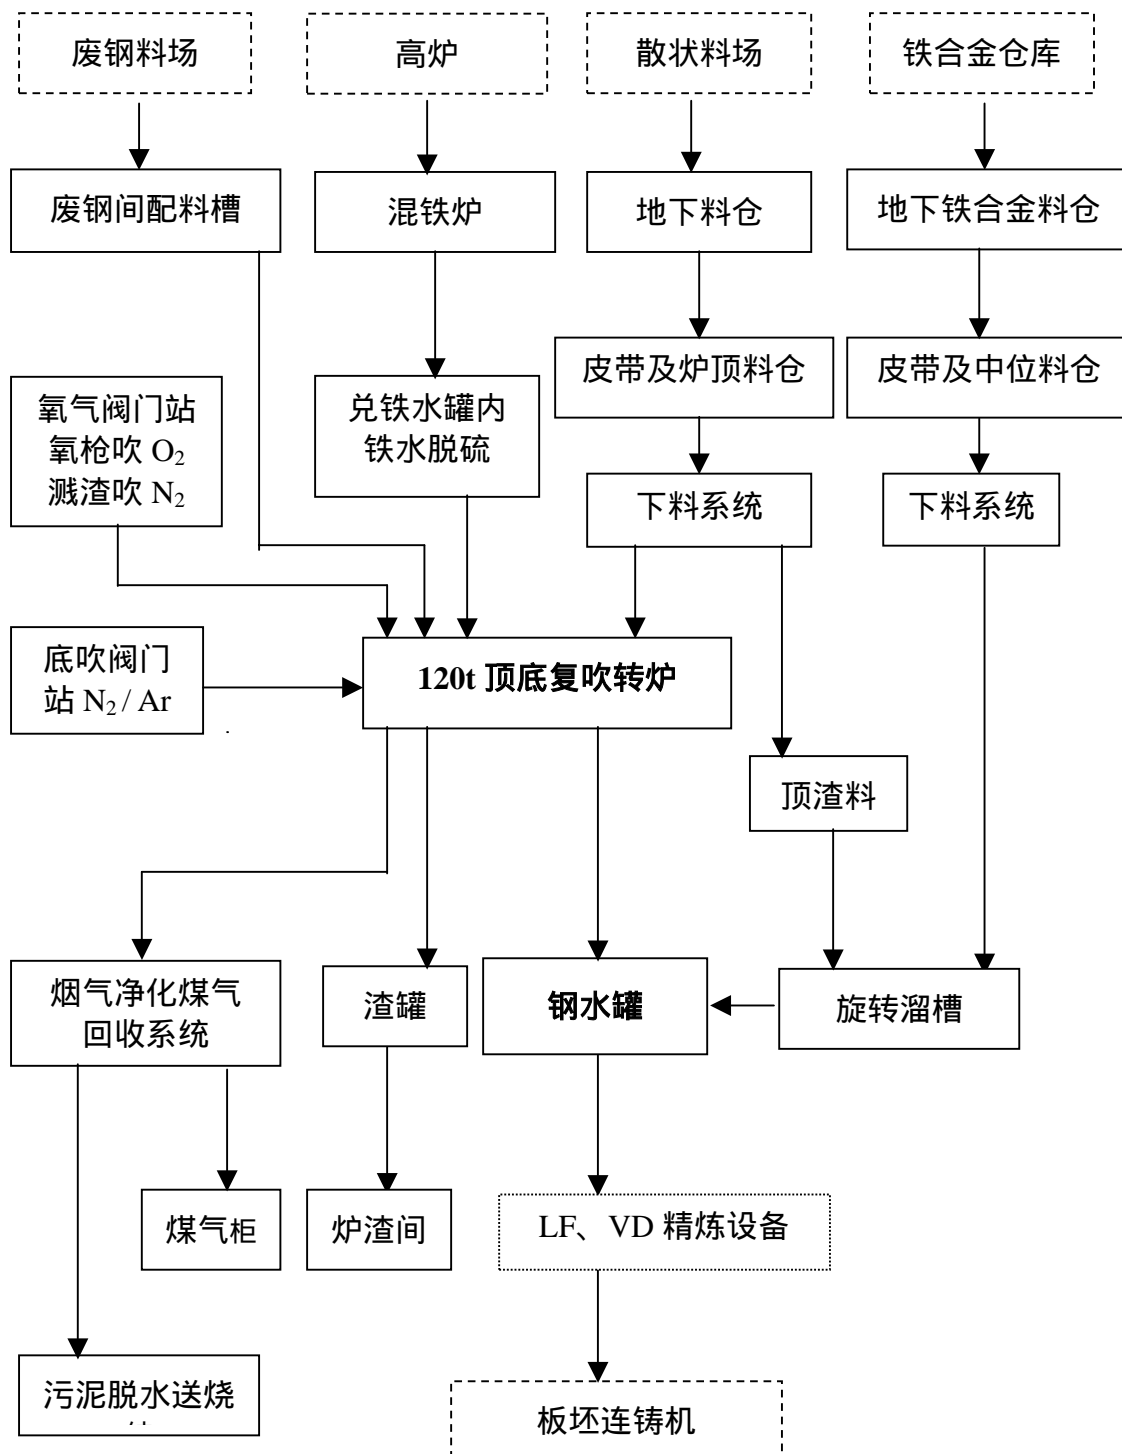 废钢料场
高炉
散状料场
铁合金仓库
废钢间配料槽
混铁炉
地下料仓
地下铁合金料仓
皮带及炉顶料仓
皮带及中位料仓
氧气阀门站
氧枪吹 O₂
溅渣吹 N₂
兑铁水罐内
铁水脱硫
下料系统
下料系统
底吹阀门
站 N₂ / Ar
120t 顶底复吹转炉
顶渣料
烟气净化煤气
回收系统
渣罐
钢水罐
旋转溜槽
煤气柜
炉渣间
LF、VD 精炼设备
污泥脱水送烧
板坯连铸机